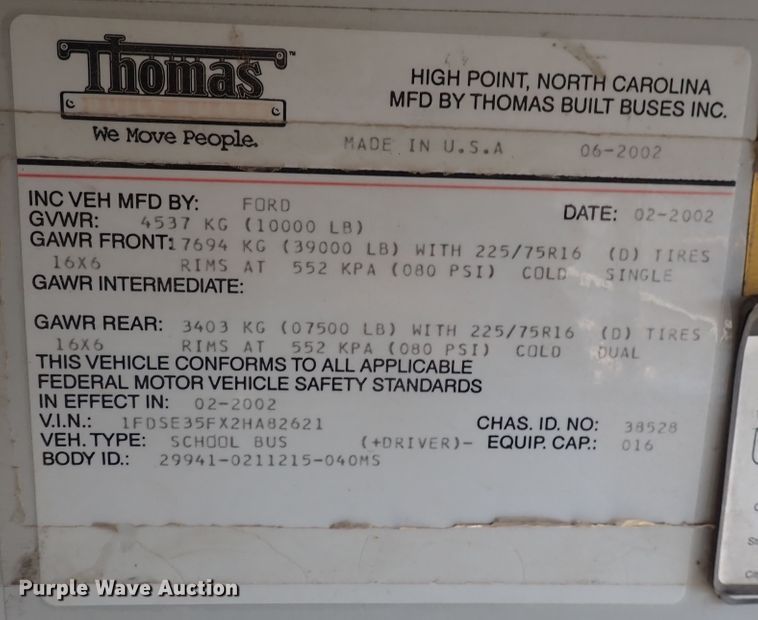 Thomas ™
We Move People.
HIGH POINT, NORTH CAROLINA
MFD BY THOMAS BUILT BUSES INC.
MADE IN U.S.A 06-2002
INC VEH MFD BY: FORD DATE: 02-2002
GVWR: 4537 KG (10000 LB)
GAWR FRONT: 17694 KG (39000 LB) WITH 225/75R16 (D) TIRES
16X6 RIMS AT 552 KPA (080 PSI) COLD SINGLE
GAWR INTERMEDIATE:
GAWR REAR: 3403 KG (07500 LB) WITH 225/75R16 (D) TIRES
16X6 RIMS AT 552 KPA (080 PSI) COLD DUAL
THIS VEHICLE CONFORMS TO ALL APPLICABLE
FEDERAL MOTOR VEHICLE SAFETY STANDARDS
IN EFFECT IN: 02-2002
V.I.N.: 1FDSE35FX2HA82621 CHAS. ID. NO: 38528
VEH. TYPE: SCHOOL BUS (+DRIVER)- EQUIP. CAP.: 016
BODY ID.: 29941-0211215-040MS
Purple Wave Auction